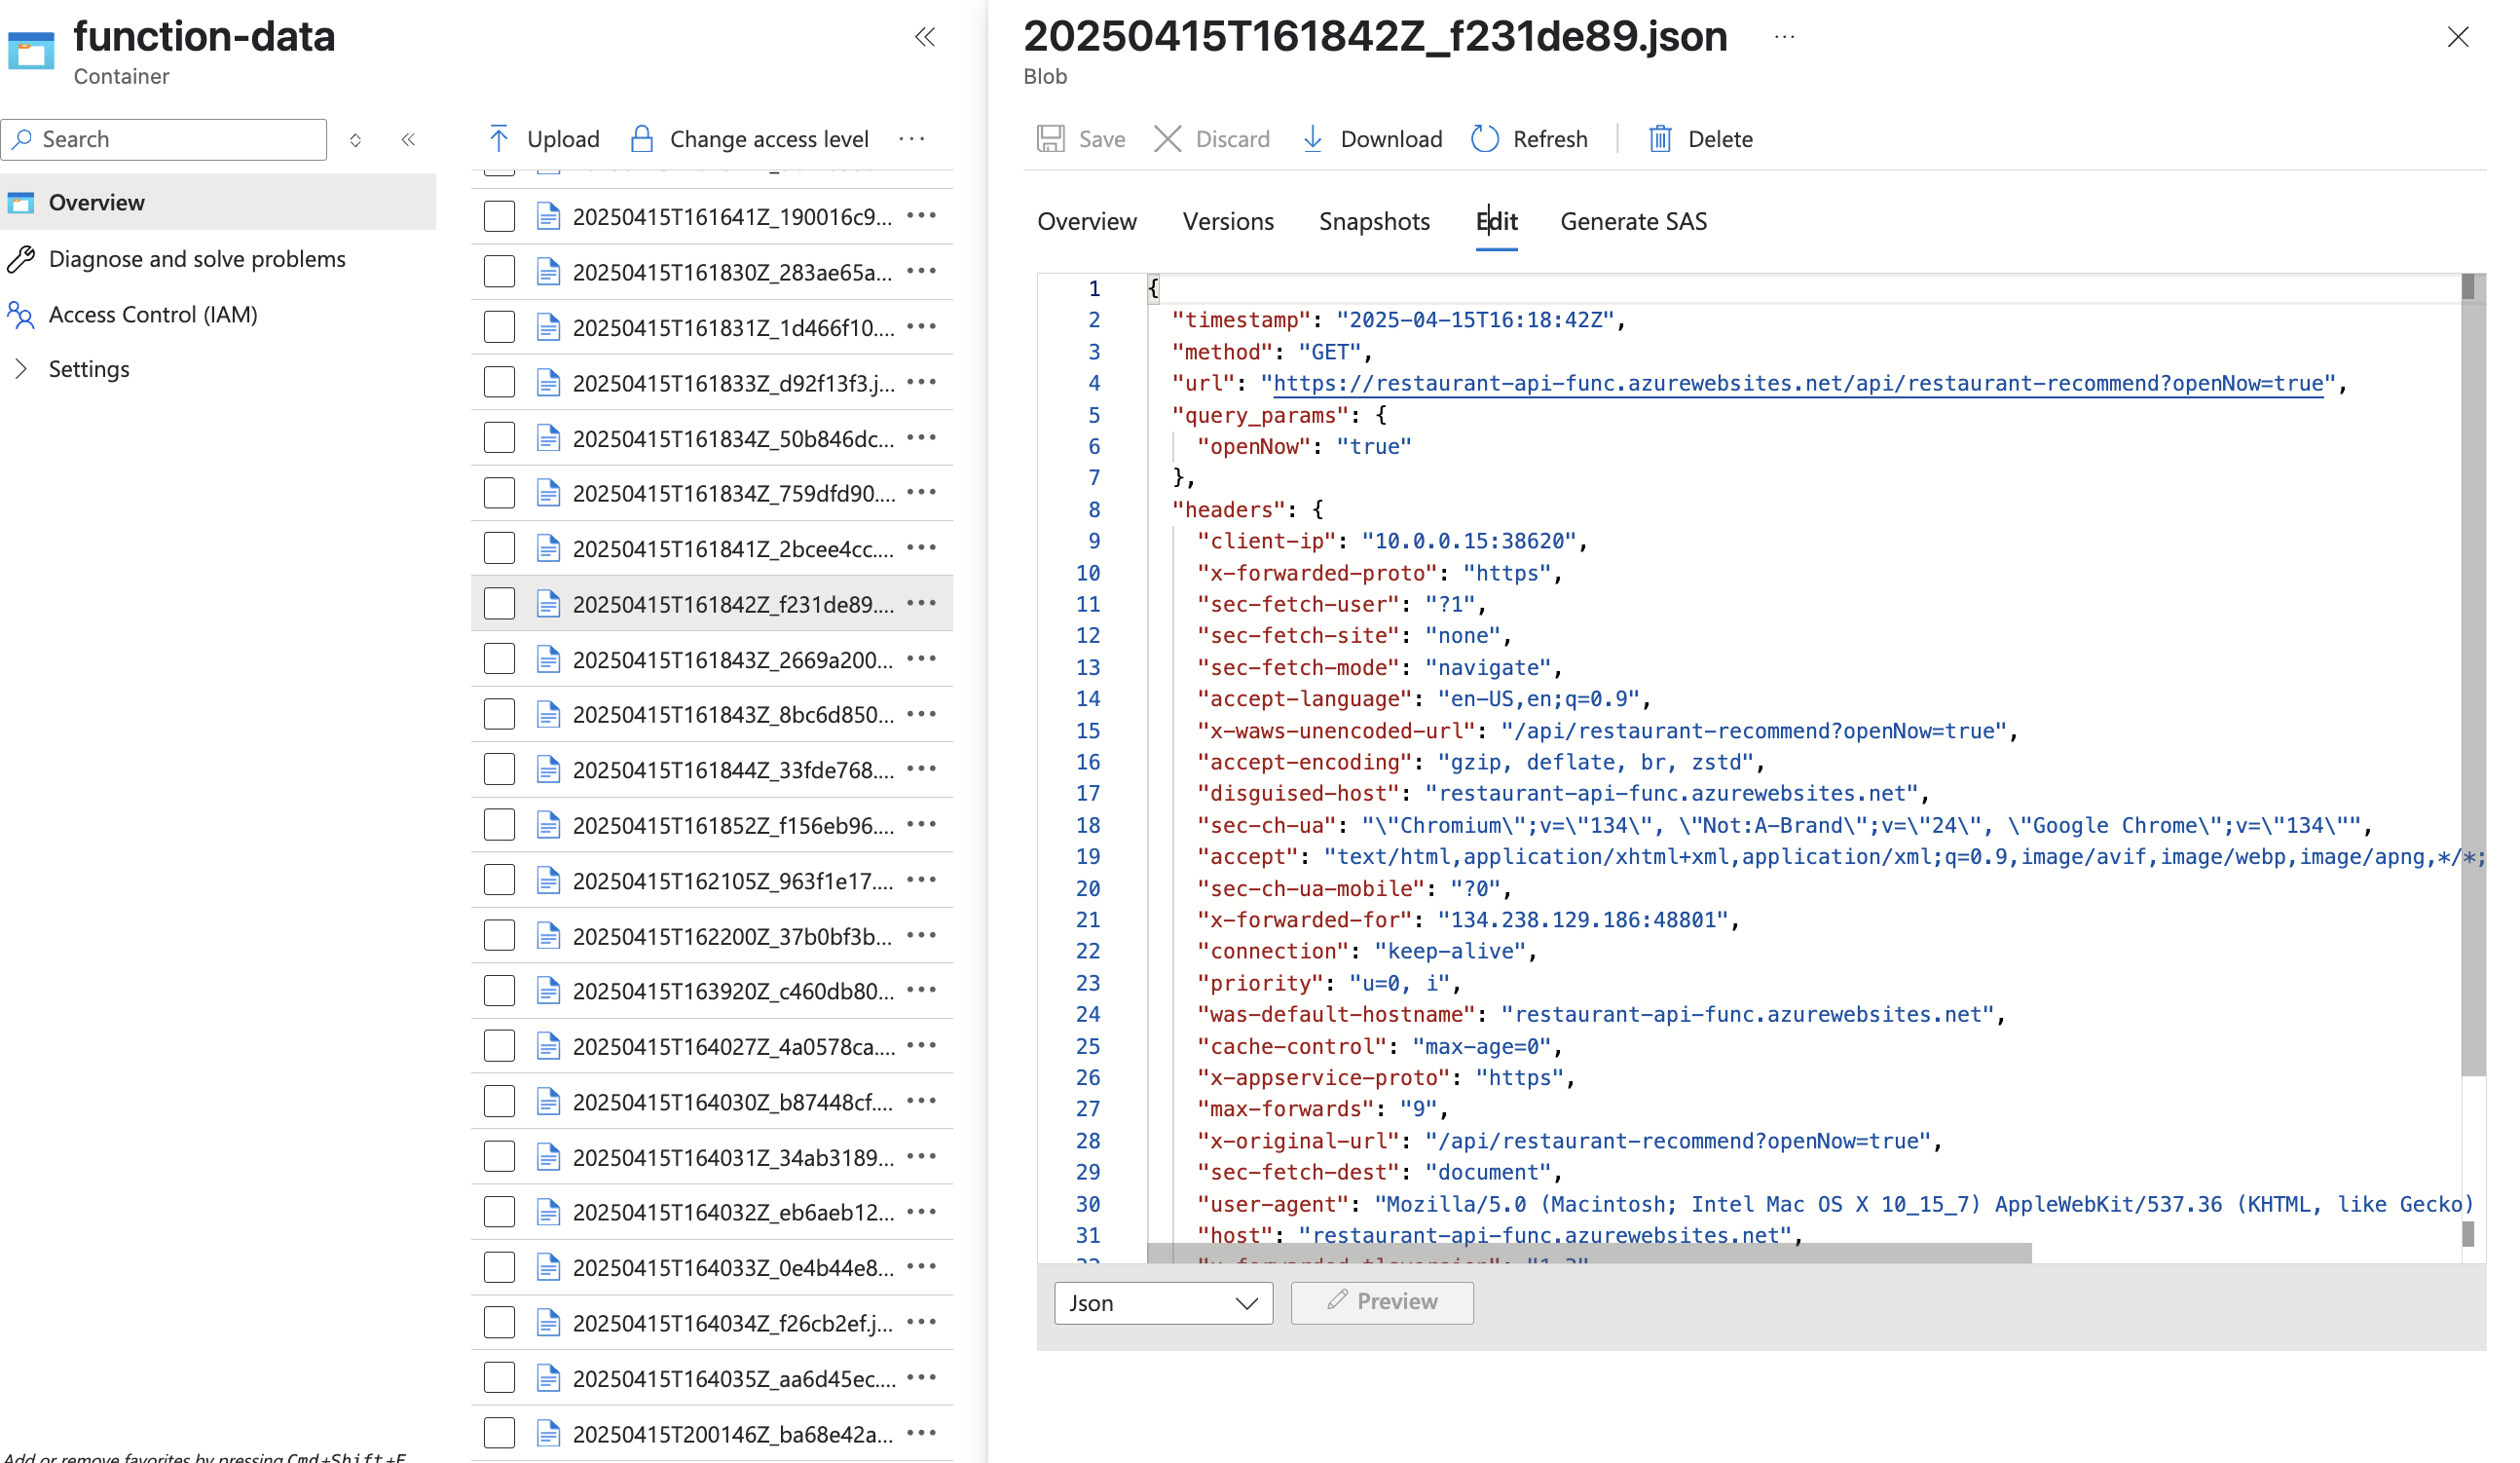 function-data
Container
Search
Overview
Diagnose and solve problems
Access Control (IAM)
Settings
Add or remove favorites by pressing Cmd+Shift+F
Upload
Change access level
20250415T161641Z_190016c9...
20250415T161830Z_283ae65a...
20250415T161831Z_1d466f10....
20250415T161833Z_d92f13f3.j...
20250415T161834Z_50b846dc...
20250415T161834Z_759dfd90....
20250415T161841Z_2bcee4cc....
20250415T161842Z_f231de89....
20250415T161843Z_2669a200...
20250415T161843Z_8bc6d850...
20250415T161844Z_33fde768....
20250415T161852Z_f156eb96....
20250415T162105Z_963f1e17....
20250415T162200Z_37b0bf3b...
20250415T163920Z_c460db80...
20250415T164027Z_4a0578ca....
20250415T164030Z_b87448cf....
20250415T164031Z_34ab3189...
20250415T164032Z_eb6aeb12...
20250415T164033Z_0e4b44e8...
20250415T164034Z_f26cb2ef.j...
20250415T164035Z_aa6d45ec....
20250415T200146Z_ba68e42a...
20250415T161842Z_f231de89.json
Blob
Save Discard Download Refresh Delete
Overview Versions Snapshots Edit Generate SAS
1 {
2 "timestamp": "2025-04-15T16:18:42Z",
3 "method": "GET",
4 "url": "https://restaurant-api-func.azurewebsites.net/api/restaurant-recommend?openNow=true",
5 "query_params": {
6 "openNow": "true"
7 },
8 "headers": {
9 "client-ip": "10.0.0.15:38620",
10 "x-forwarded-proto": "https",
11 "sec-fetch-user": "?1",
12 "sec-fetch-site": "none",
13 "sec-fetch-mode": "navigate",
14 "accept-language": "en-US,en;q=0.9",
15 "x-waws-unencoded-url": "/api/restaurant-recommend?openNow=true",
16 "accept-encoding": "gzip, deflate, br, zstd",
17 "disguised-host": "restaurant-api-func.azurewebsites.net",
18 "sec-ch-ua": "\"Chromium\";v=\"134\", \"Not:A-Brand\";v=\"24\", \"Google Chrome\";v=\"134\"",
19 "accept": "text/html,application/xhtml+xml,application/xml;q=0.9,image/avif,image/webp,image/apng,*/*;
20 "sec-ch-ua-mobile": "?0",
21 "x-forwarded-for": "134.238.129.186:48801",
22 "connection": "keep-alive",
23 "priority": "u=0, i",
24 "was-default-hostname": "restaurant-api-func.azurewebsites.net",
25 "cache-control": "max-age=0",
26 "x-appservice-proto": "https",
27 "max-forwards": "9",
28 "x-original-url": "/api/restaurant-recommend?openNow=true",
29 "sec-fetch-dest": "document",
30 "user-agent": "Mozilla/5.0 (Macintosh; Intel Mac OS X 10_15_7) AppleWebKit/537.36 (KHTML, like Gecko)
31 "host": "restaurant-api-func.azurewebsites.net",
Json
Preview